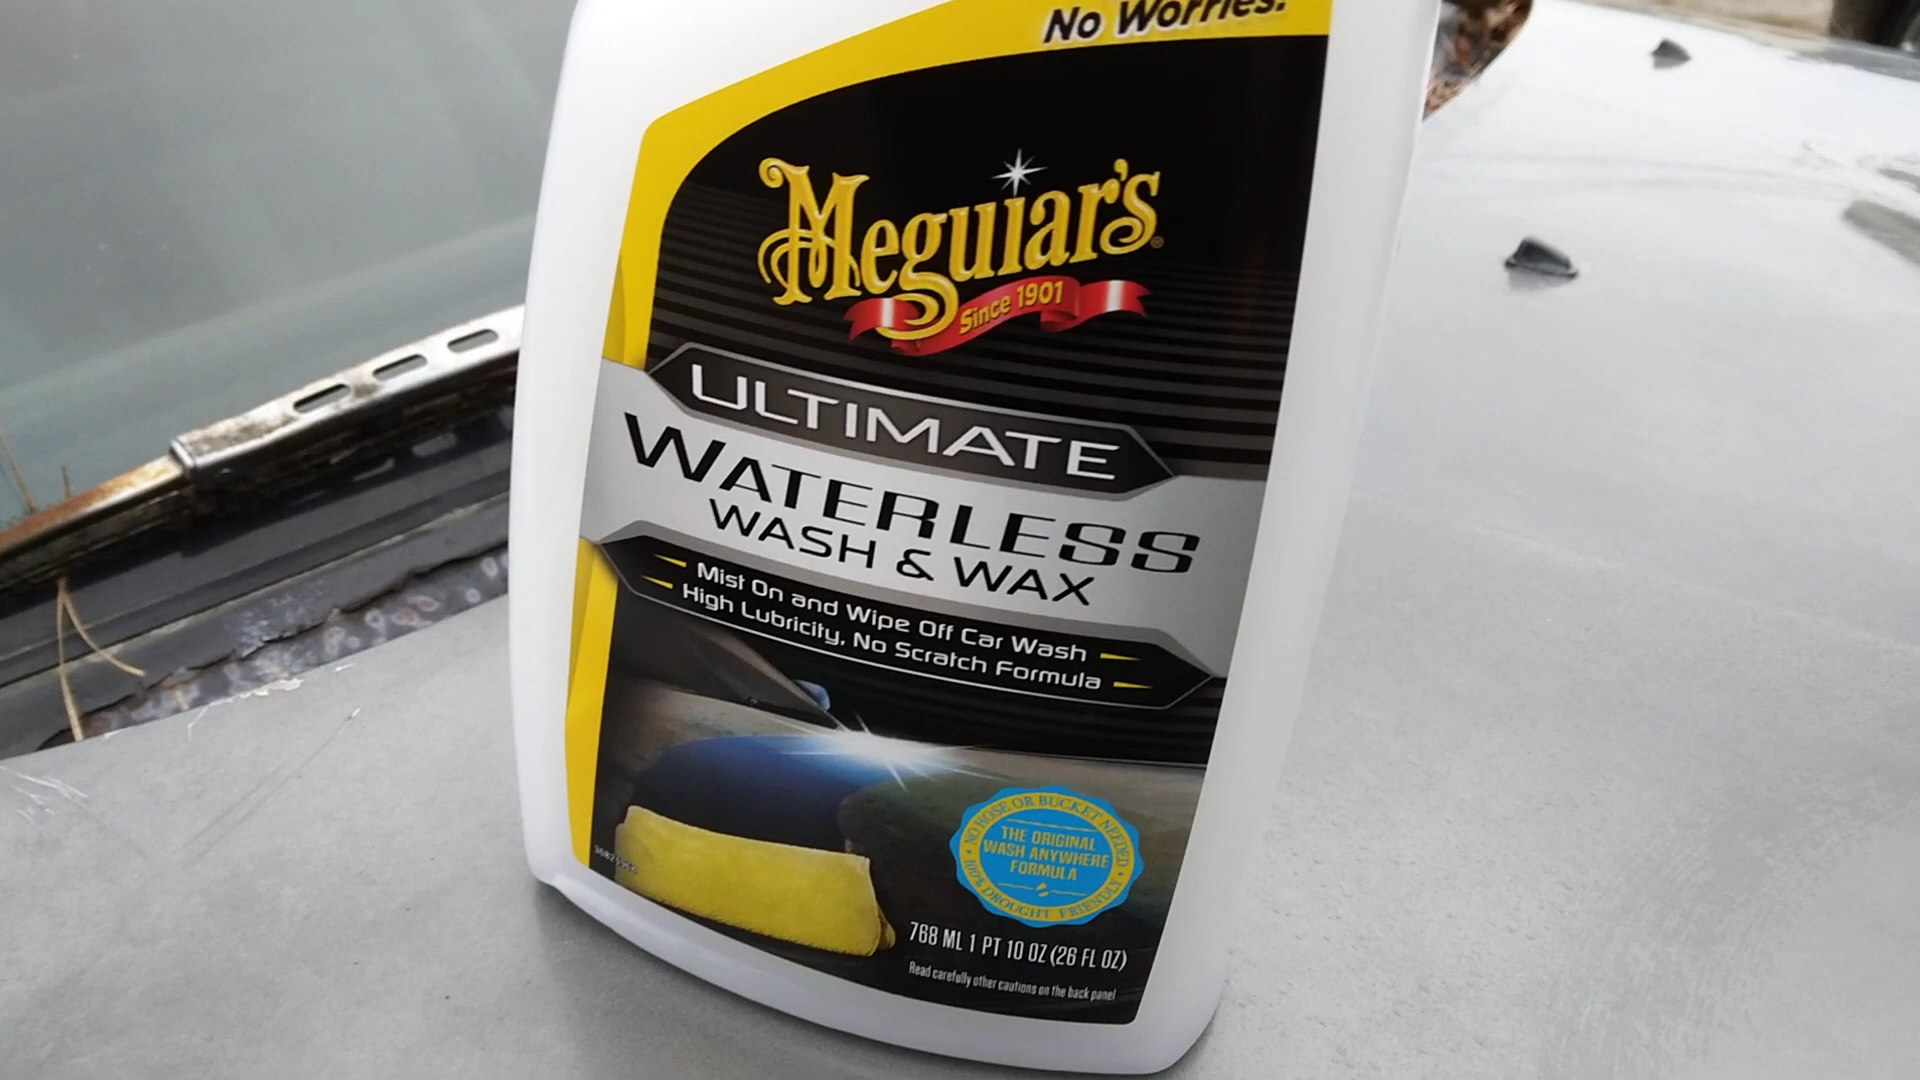 No Worries.
Meguiar's
Since 1901
ULTIMATE
WATERLESS
WASH & WAX
Mist On and Wipe Off Car Wash
High Lubricity, No Scratch Formula
NO HOSE OR BUCKET NEEDED
THE ORIGINAL
WASH ANYWHERE
FORMULA
100% DROUGHT FRIENDLY
768 ML 1 PT 10 OZ (26 FL OZ)
Read carefully other cautions on the back panel